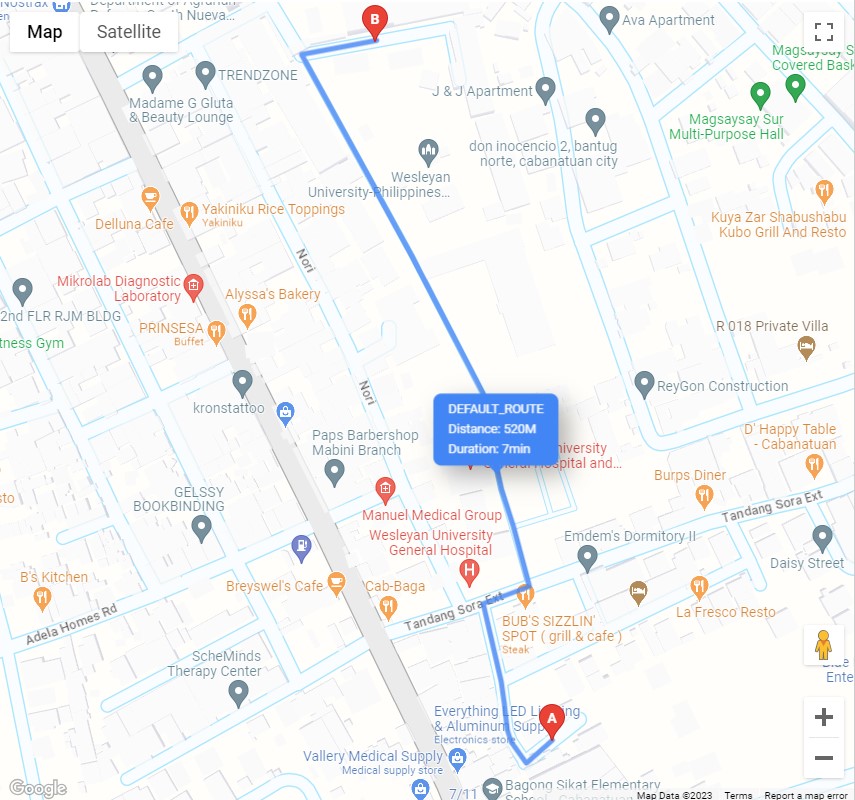 Department of Agrarian
Map
Satellite
B
Ava Apartment
TRENDZONE
Madame G Gluta
& Beauty Lounge
J & J Apartment
Magsaysay S
Covered Bask
Magsaysay Sur
Multi-Purpose Hall
don inocencio 2, bantug
norte, cabanatuan city
Wesleyan
University-Philippines...
Delluna Cafe
Yakiniku Rice Toppings
Yakiniku
Kuya Zar Shabushabu
Kubo Grill And Resto
Nori
Mikrolab Diagnostic
Laboratory
Alyssa's Bakery
2nd FLR RJM BLDG
PRINSESA
Buffet
tness Gym
R 018 Private Villa
Nori
kronstattoo
ReyGon Construction
DEFAULT_ROUTE
Distance: 520M
Duration: 7min
Paps Barbershop
Mabini Branch
D' Happy Table
- Cabanatuan
niversity
General Hospital and...
Burps Diner
GELSSY
BOOKBINDING
sto
Manuel Medical Group
Tandang Sora Ext
Wesleyan University
General Hospital
H
Emdem's Dormitory II
Daisy Street
B's Kitchen
Breyswel's Cafe
Cab-Baga
Tandang Sora Ext
La Fresco Resto
Adela Homes Rd
BUB'S SIZZLIN'
SPOT ( grill & cafe )
Steak
ScheMinds
Therapy Center
Blue
Ente
Everything LED Lighting
& Aluminum Supp
Electronics store
A
Vallery Medical Supply
Medical supply store
7/11
Bagong Sikat Elementary
School - Cabanatuan
Google
Map Data ©2023
Terms
Report a map error